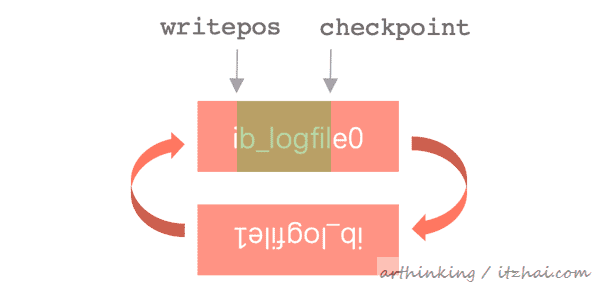 writepos checkpoint
ib_logfile0
ib_logfile1
arthinking / itzhai.com